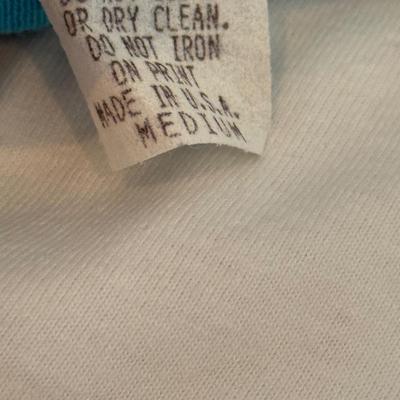 OR DRY CLEAN.
DO NOT IRON
ON PRINT
MADE IN U.S.A.
MEDIUM